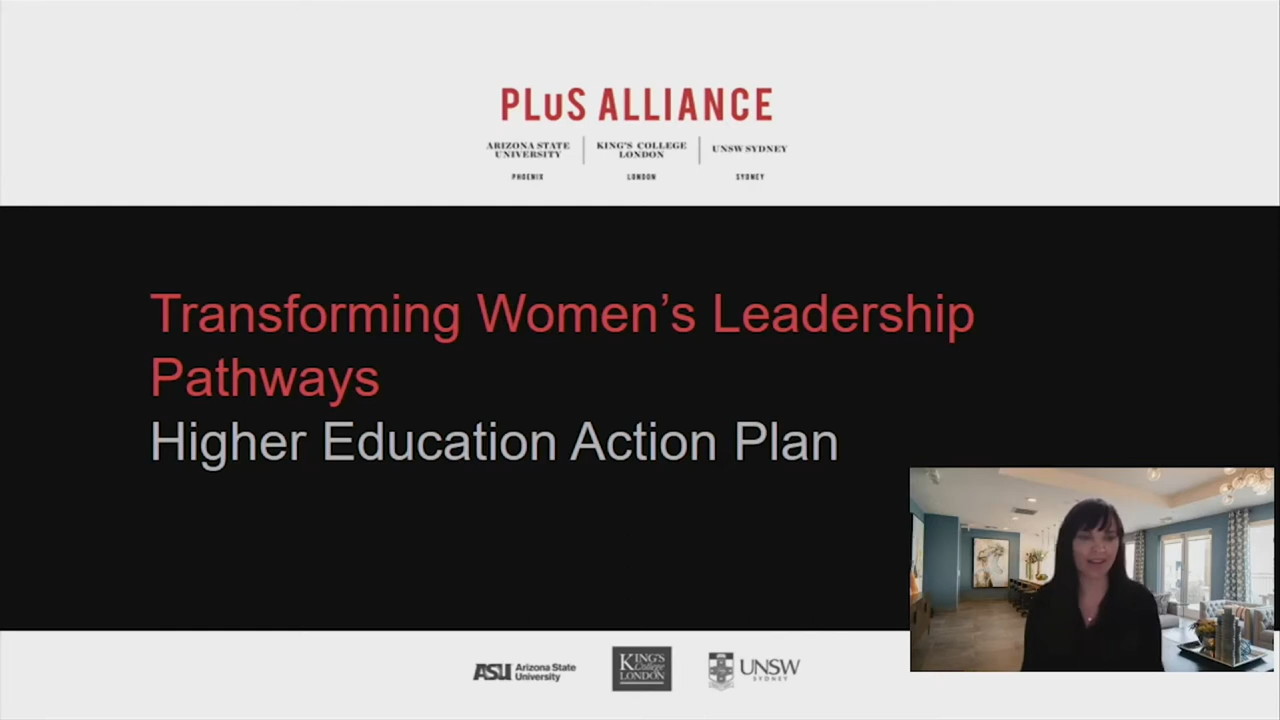 PLuS ALLIANCE
ARIZONA STATE UNIVERSITY
KING'S COLLEGE LONDON
UNSW SYDNEY
PHOENIX
LONDON
SYDNEY
Transforming Women’s Leadership
Pathways
Higher Education Action Plan
ASU Arizona State University
KING'S College LONDON
UNSW SYDNEY